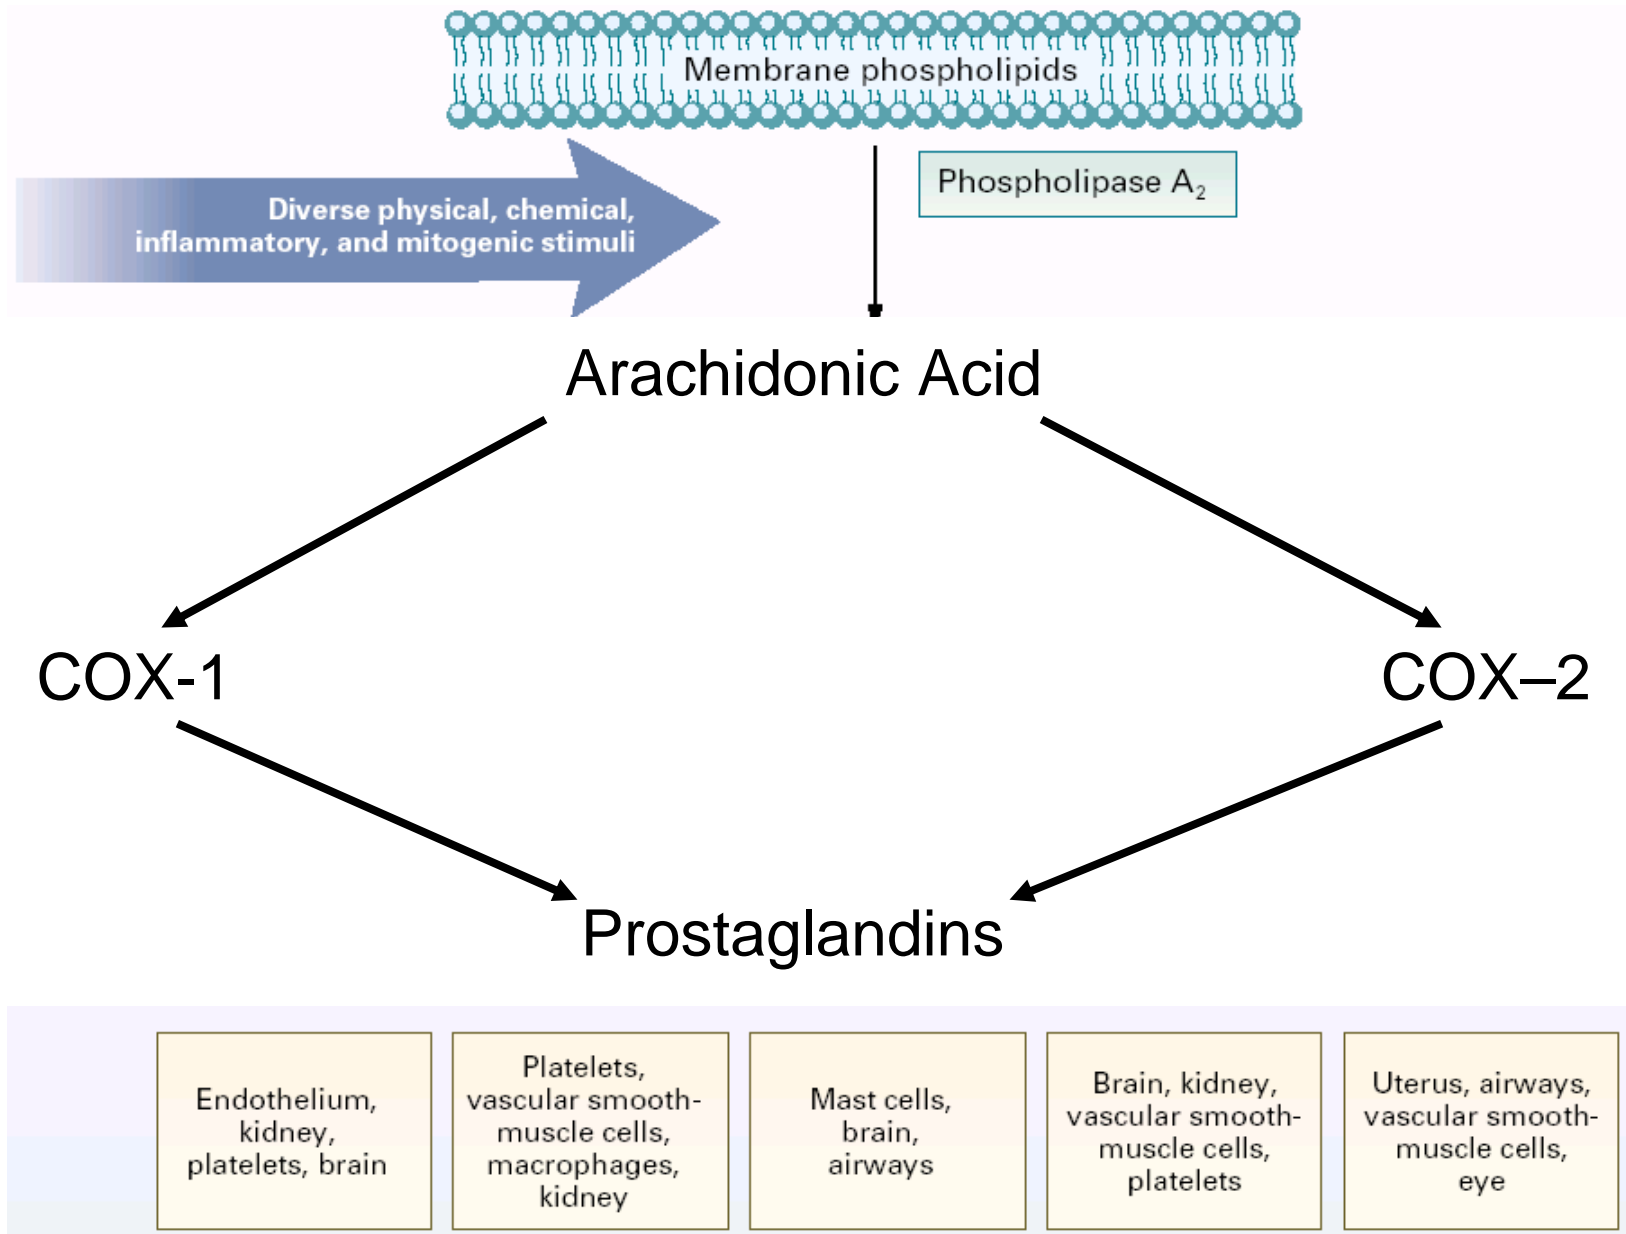 Membrane phospholipids
Phospholipase A₂
Diverse physical, chemical,
inflammatory, and mitogenic stimuli
Arachidonic Acid
COX-1
COX–2
Prostaglandins
Endothelium,
kidney,
platelets, brain
Platelets,
vascular smooth-
muscle cells,
macrophages,
kidney
Mast cells,
brain,
airways
Brain, kidney,
vascular smooth-
muscle cells,
platelets
Uterus, airways,
vascular smooth-
muscle cells,
eye